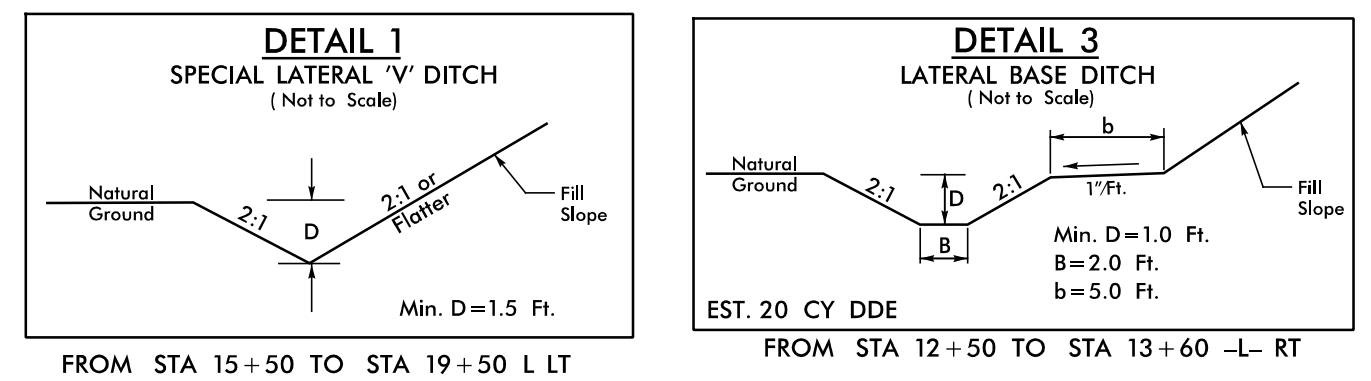 DETAIL 1
SPECIAL LATERAL 'V' DITCH
( Not to Scale)
Natural
Ground
2:1
D
2:1 or
Flatter
Fill
Slope
Min. D=1.5 Ft.
FROM STA 15+50 TO STA 19+50 L LT
DETAIL 3
LATERAL BASE DITCH
( Not to Scale)
b
Natural
Ground
2:1
D
2:1
1"/Ft.
Fill
Slope
B
Min. D=1.0 Ft.
B=2.0 Ft.
b=5.0 Ft.
EST. 20 CY DDE
FROM STA 12+50 TO STA 13+60 -L- RT